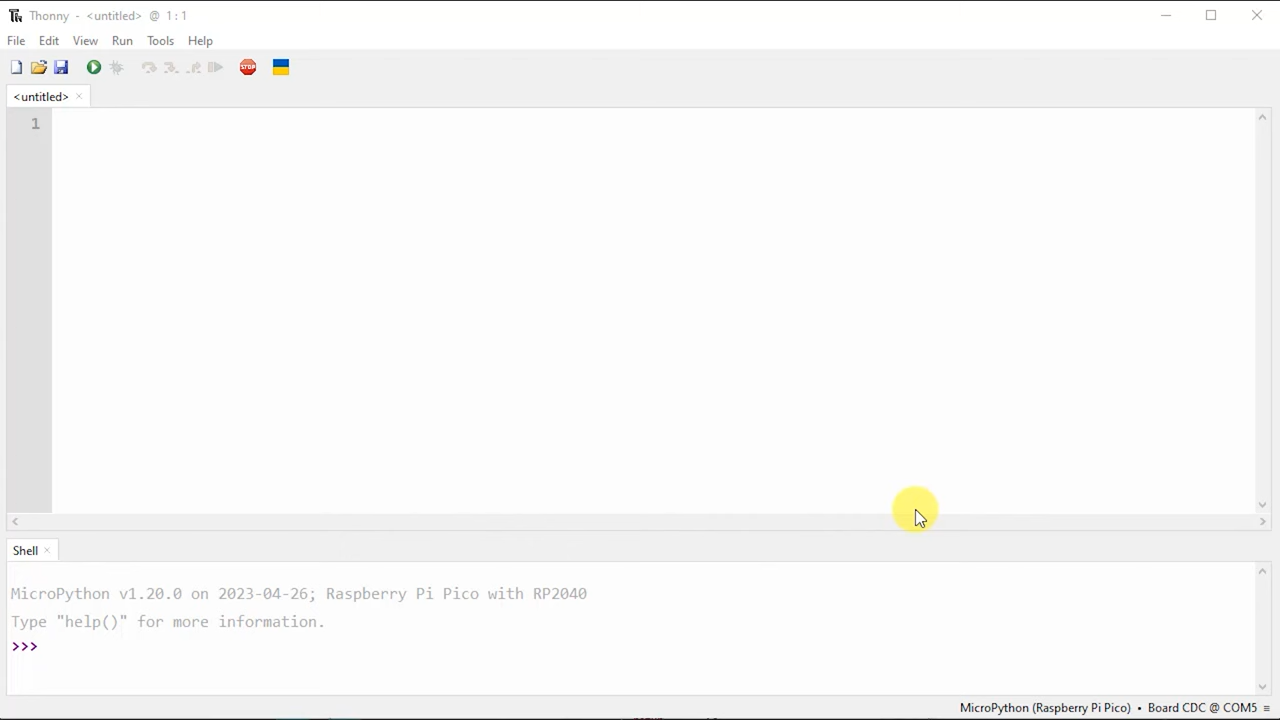 Thonny - <untitled> @ 1:1
File Edit View Run Tools Help
STOP
<untitled> ×
1
Shell ×
MicroPython v1.20.0 on 2023-04-26; Raspberry Pi Pico with RP2040
Type "help()" for more information.
>>>
MicroPython (Raspberry Pi Pico) • Board CDC @ COM5 ≡